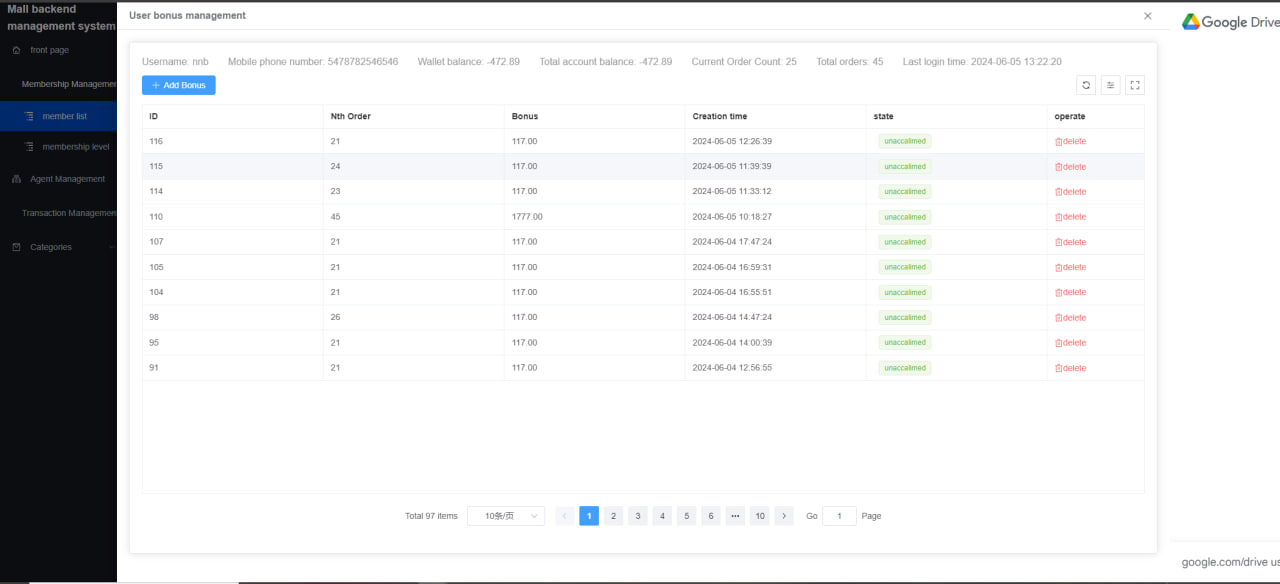 Mall backend
management system
front page
Membership Managemen
member list
membership level
Agent Management
Transaction Managemen
Categories
User bonus management
Username: nnb Mobile phone number: 5478782546546 Wallet balance: -472.89 Total account balance: -472.89 Current Order Count: 25 Total orders: 45 Last login time: 2024-06-05 13:22:20
Add Bonus
ID Nth Order Bonus Creation time state operate
116 21 117.00 2024-06-05 12:26:39 unaccalimed delete
115 24 117.00 2024-06-05 11:39:39 unaccalimed delete
114 23 117.00 2024-06-05 11:33:12 unaccalimed delete
110 45 1777.00 2024-06-05 10:18:27 unaccalimed delete
107 21 117.00 2024-06-04 17:47:24 unaccalimed delete
105 21 117.00 2024-06-04 16:59:31 unaccalimed delete
104 21 117.00 2024-06-04 16:55:51 unaccalimed delete
98 26 117.00 2024-06-04 14:47:24 unaccalimed delete
95 21 117.00 2024-06-04 14:00:39 unaccalimed delete
91 21 117.00 2024-06-04 12:56:55 unaccalimed delete
Total 97 items 10条/页 1 2 3 4 5 6 ••• 10 Go 1 Page
Google Drive
google.com/drive us